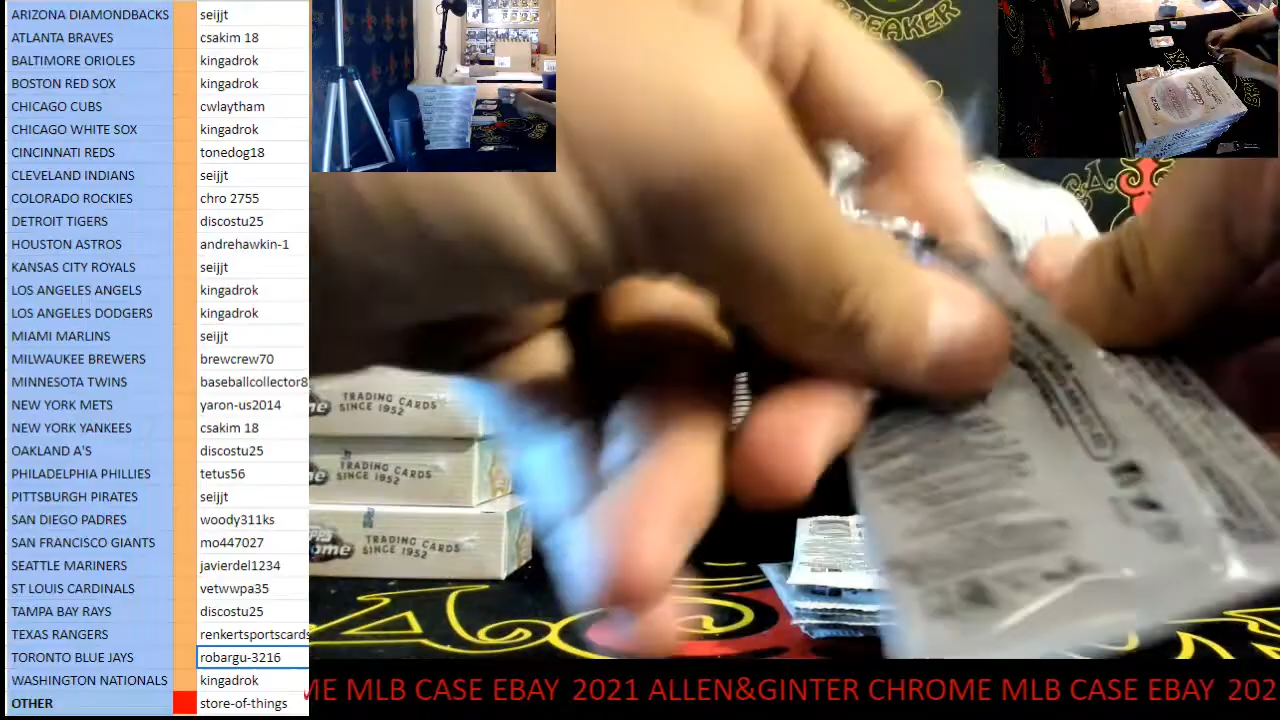 ARIZONA DIAMONDBACKS seijjt
ATLANTA BRAVES csakim 18
BALTIMORE ORIOLES kingadrok
BOSTON RED SOX kingadrok
CHICAGO CUBS cwlaytham
CHICAGO WHITE SOX kingadrok
CINCINNATI REDS tonedog18
CLEVELAND INDIANS seijjt
COLORADO ROCKIES chro 2755
DETROIT TIGERS discostu25
HOUSTON ASTROS andrehawkin-1
KANSAS CITY ROYALS seijjt
LOS ANGELES ANGELS kingadrok
LOS ANGELES DODGERS kingadrok
MIAMI MARLINS seijjt
MILWAUKEE BREWERS brewcrew70
MINNESOTA TWINS baseballcollector8
NEW YORK METS yaron-us2014
NEW YORK YANKEES csakim 18
OAKLAND A'S discostu25
PHILADELPHIA PHILLIES tetus56
PITTSBURGH PIRATES seijjt
SAN DIEGO PADRES woody311ks
SAN FRANCISCO GIANTS mo447027
SEATTLE MARINERS javierdel1234
ST LOUIS CARDINALS vetwwpa35
TAMPA BAY RAYS discostu25
TEXAS RANGERS renkertsportscards
TORONTO BLUE JAYS robargu-3216
WASHINGTON NATIONALS kingadrok
OTHER store-of-things
BREAKER
TRADING CARDS
SINCE 1952
TRADING CARDS
SINCE 1952
TRADING CARDS
SINCE 1952
ME MLB CASE EBAY 2021 ALLEN&GINTER CHROME MLB CASE EBAY 202